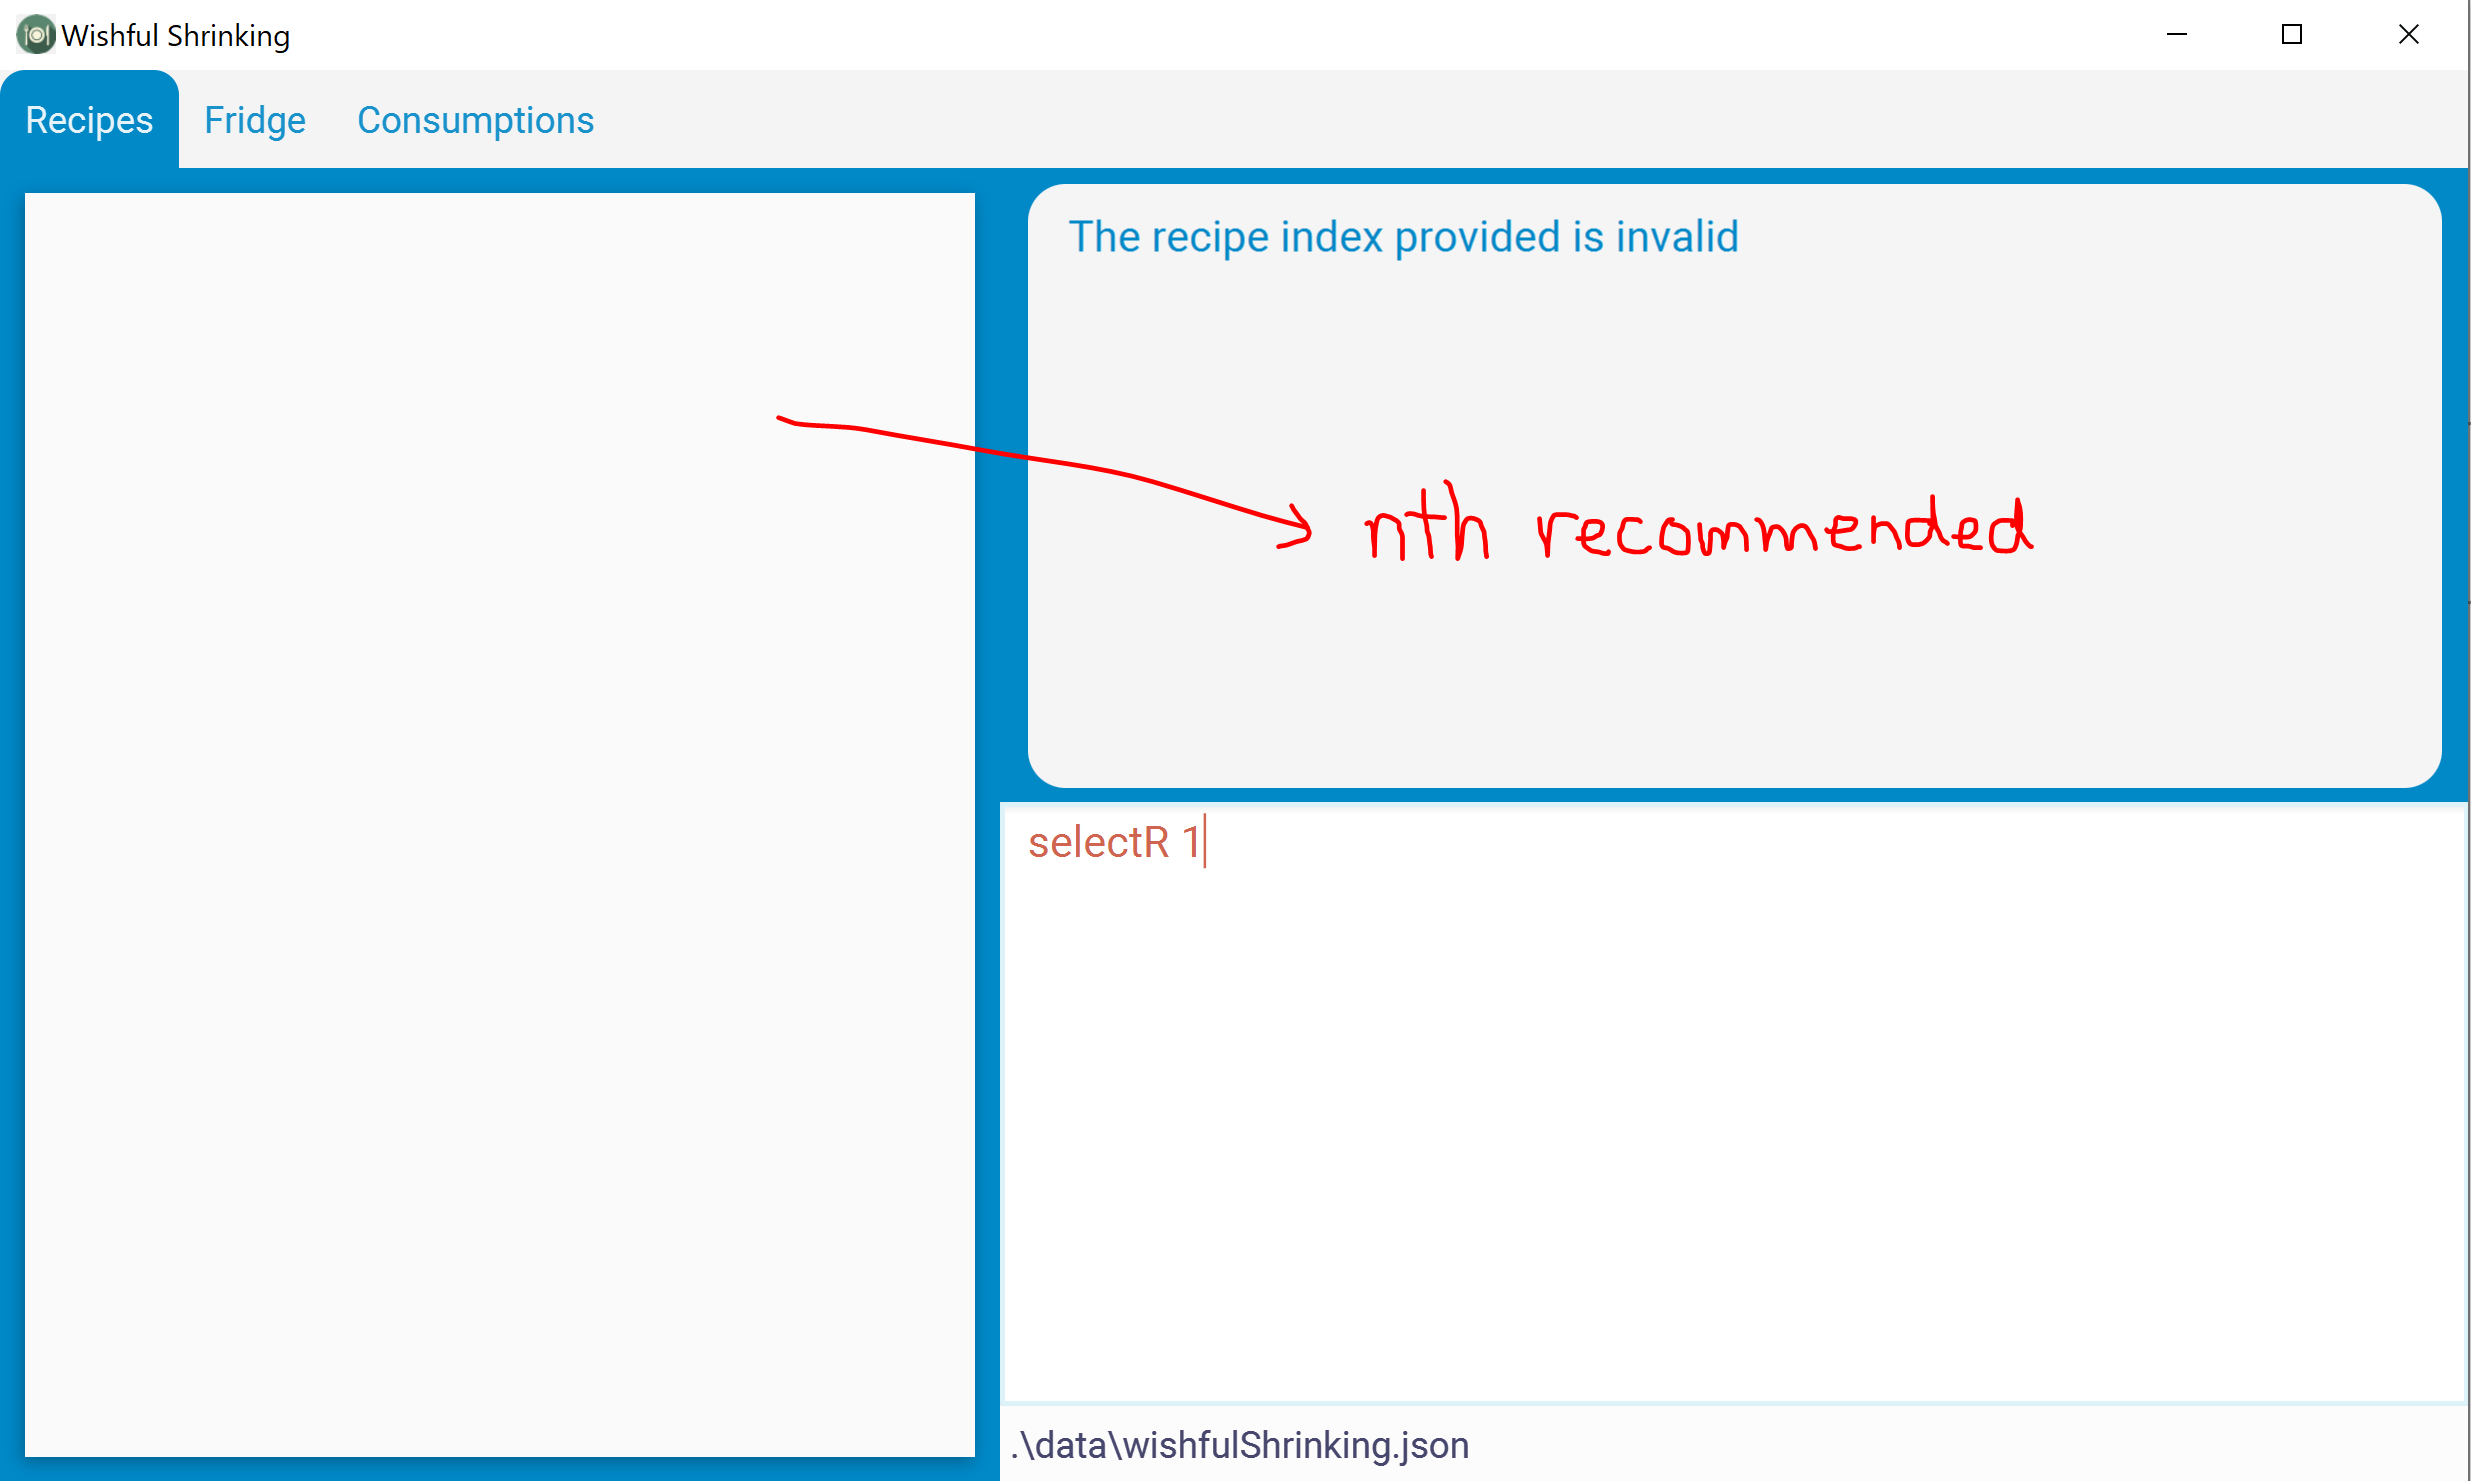 Wishful Shrinking
Recipes Fridge Consumptions
The recipe index provided is invalid
nth recommended
selectR 1
.\data\wishfulShrinking.json